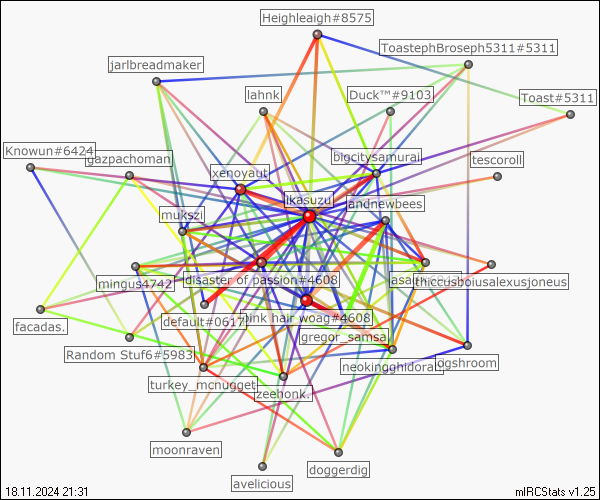 Heighleaigh#8575
ToastephBroseph5311#5311
jarlbreadmaker
lahnk
Duck™#9103
Toast#5311
Knowun#6424
gazpachoman
bigcitysamurai
tescoroll
xenoyaut
Ikasuzu
andnewbees
mukszi
mingus4742
disaster of passion#4608
thiccusboiusalexusjoneus
default#0617
pink hair woag#4608
facadas.
gregor_samsa
Random Stuf6#5983
neokingghidorah
ogshroom
turkey_mcnugget
zeehonk.
moonraven
doggerdig
avelicious
18.11.2024 21:31
mIRCStats v1.25